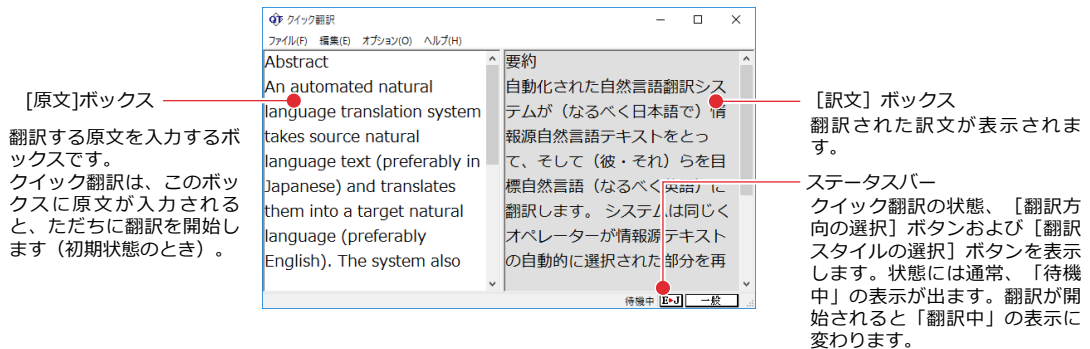 クイック翻訳
ファイル(F) 編集(E) オプション(O) ヘルプ(H)
Abstract
An automated natural
language translation system
takes source natural
language text (preferably in
Japanese) and translates
them into a target natural
language (preferably
English). The system also
要約
自動化された自然言語翻訳シス
テムが（なるべく日本語で）情
報源自然言語テキストをとっ
て、そして（彼・それ）らを目
標自然言語（なるべく英語）に
翻訳します。 システムは同じく
オペレーターが情報源テキスト
の自動的に選択された部分を再
待機中 E▸J 一般
[原文]ボックス
翻訳する原文を入力するボ
ックスです。
クイック翻訳は、このボッ
クスに原文が入力される
と、ただちに翻訳を開始し
ます（初期状態のとき）。
［訳文］ボックス
翻訳された訳文が表示されま
す。
ステータスバー
クイック翻訳の状態、［翻訳方
向の選択］ボタンおよび［翻訳
スタイルの選択］ボタンを表示
します。状態には通常、「待機
中」の表示が出ます。翻訳が開
始されると「翻訳中」の表示に
変わります。